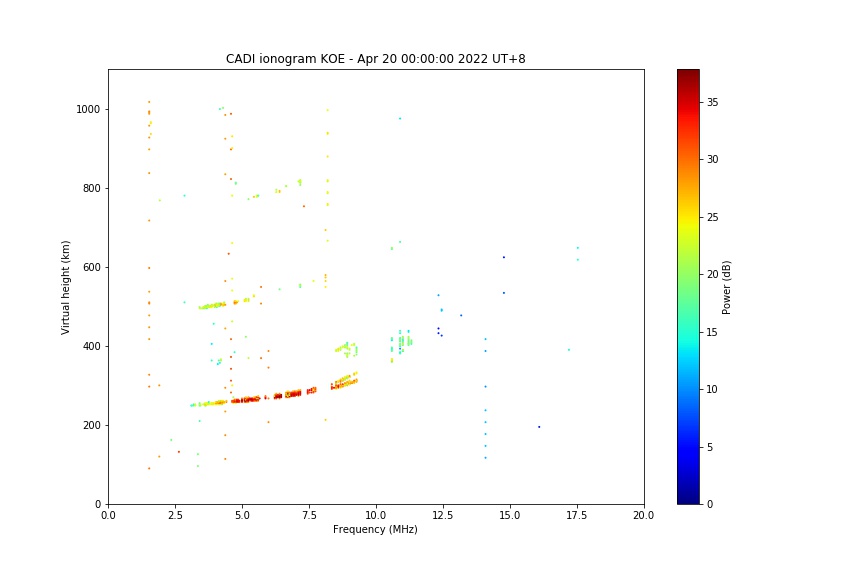 CADI ionogram KOE - Apr 20 00:00:00 2022 UT+8
Virtual height (km)
1000
800
600
400
200
0
0.0 2.5 5.0 7.5 10.0 12.5 15.0 17.5 20.0
Frequency (MHz)
35
30
25
20
15
10
5
0
Power (dB)